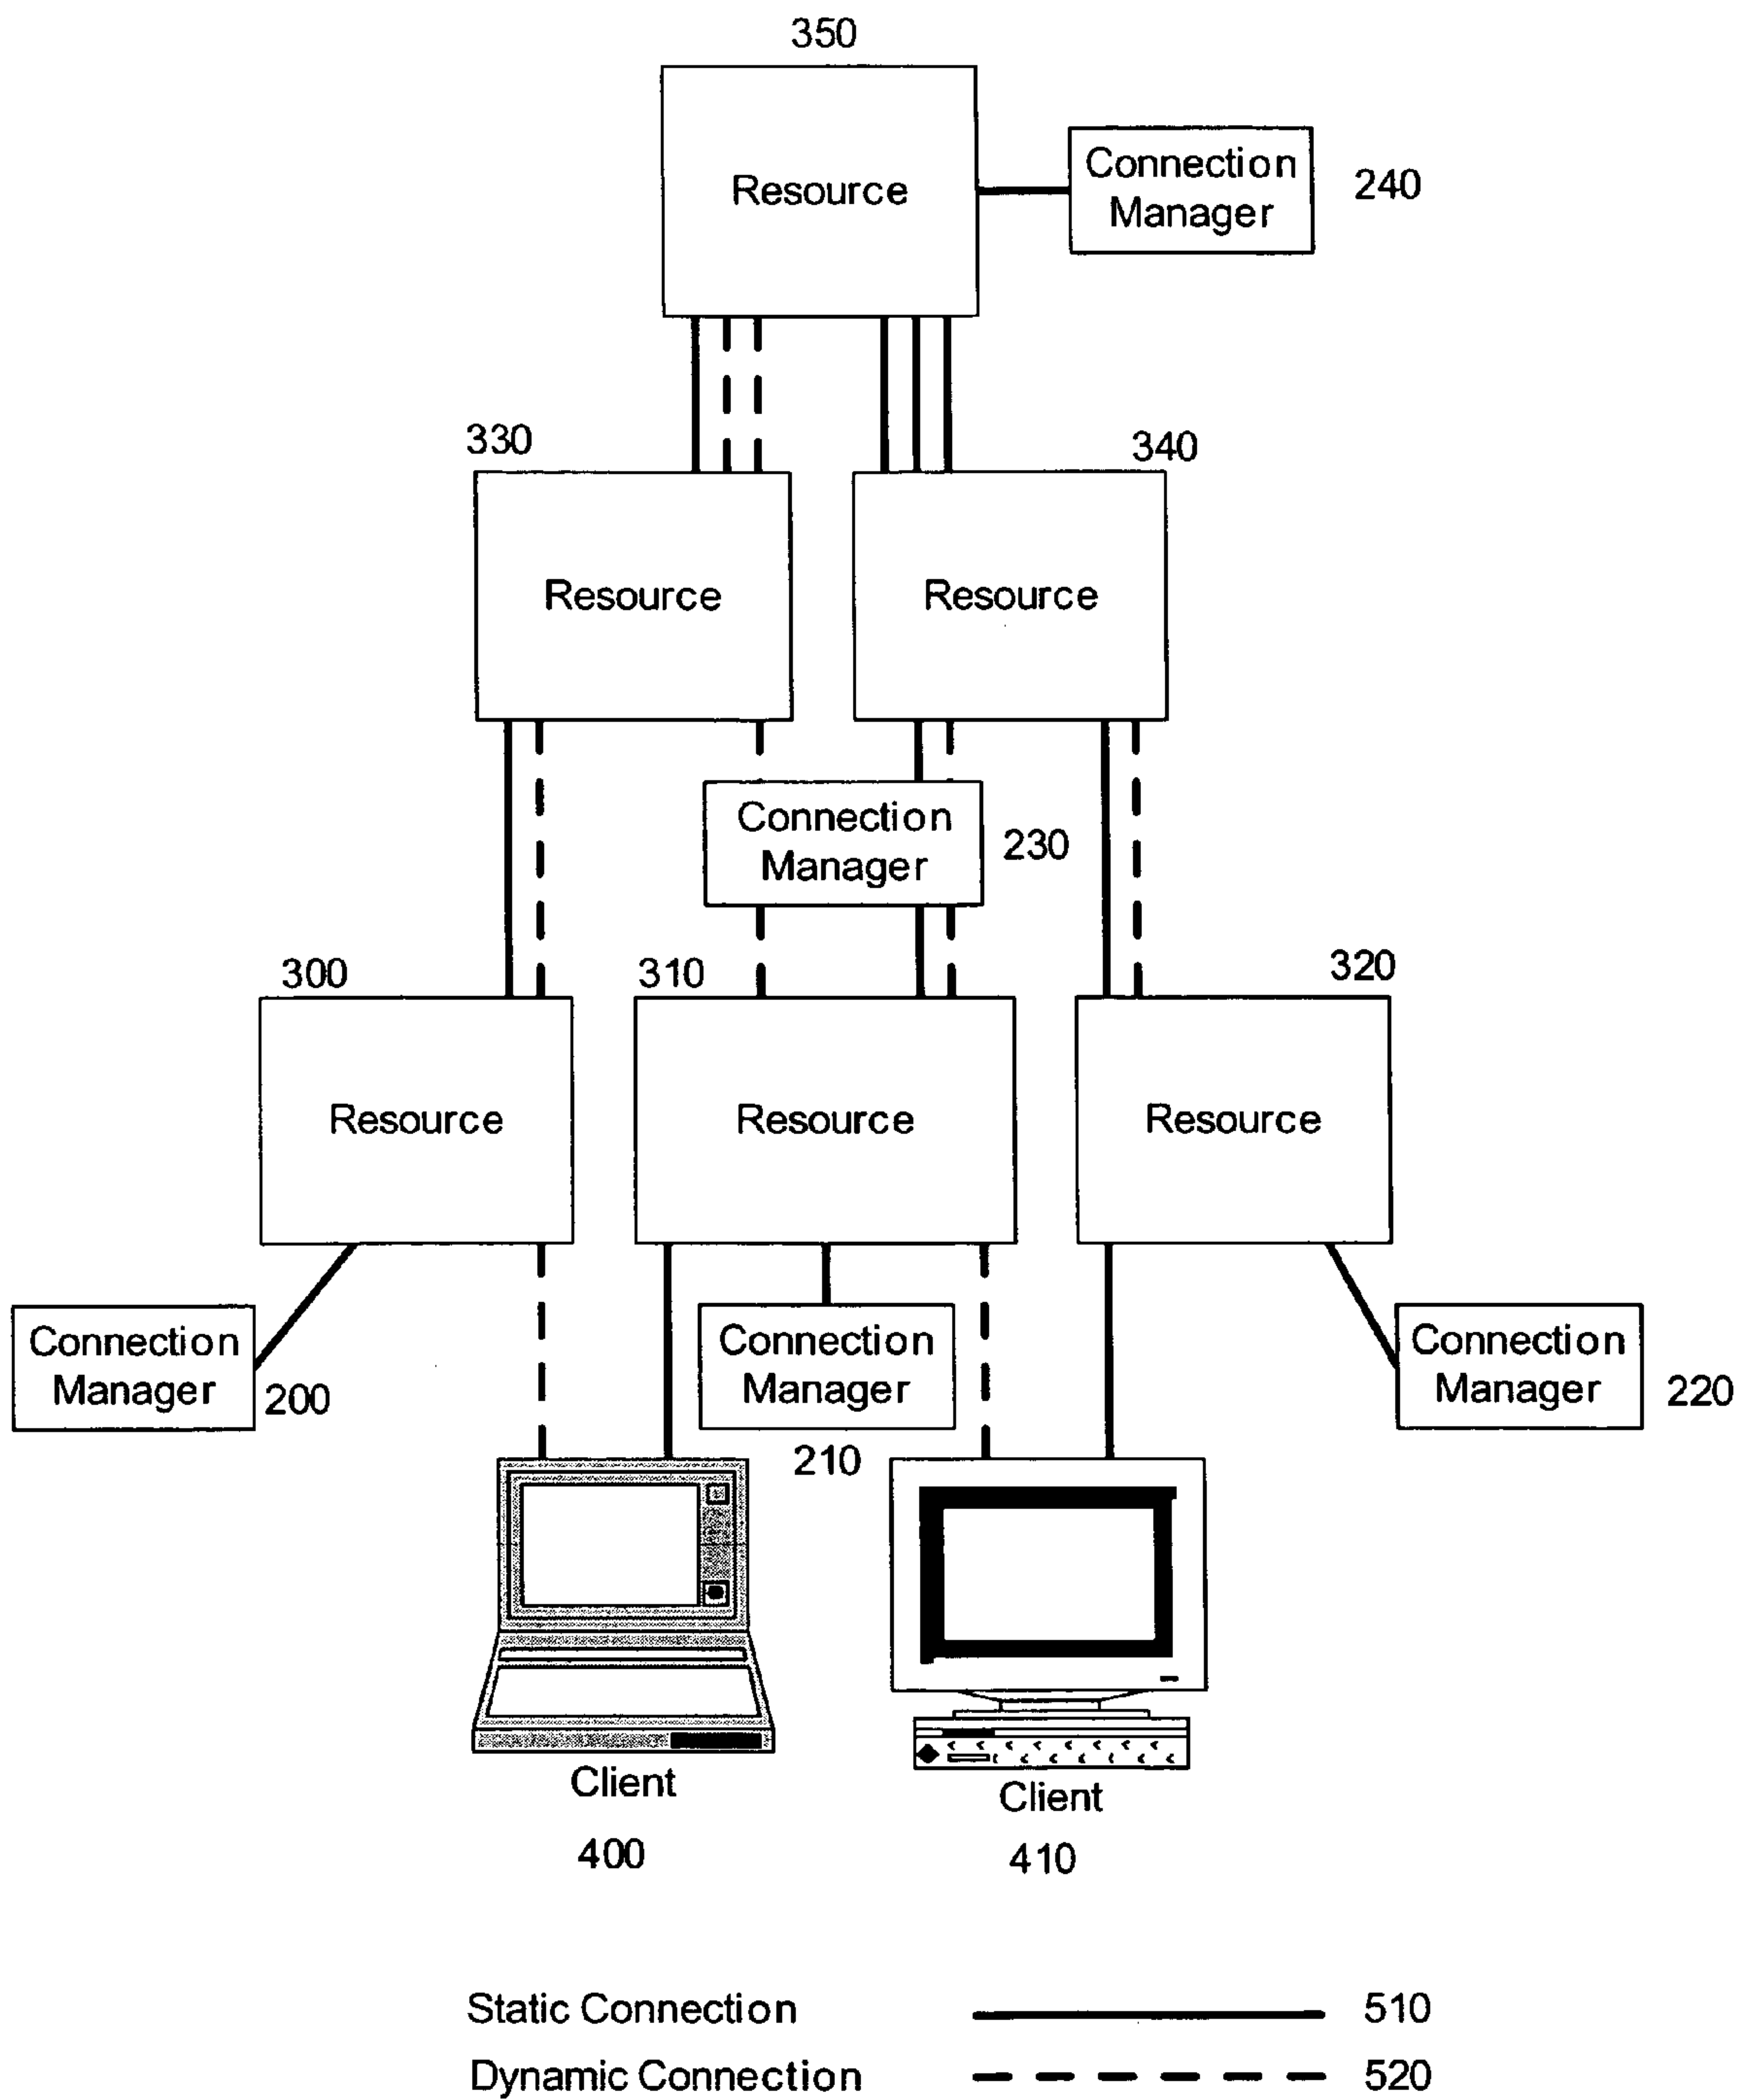 350
Resource
Connection
Manager
240
330
340
Resource
Resource
Connection
Manager
230
300
310
320
Resource
Resource
Resource
Connection
Manager
200
Connection
Manager
210
Connection
Manager
220
Client
400
Client
410
Static Connection 510
Dynamic Connection 520